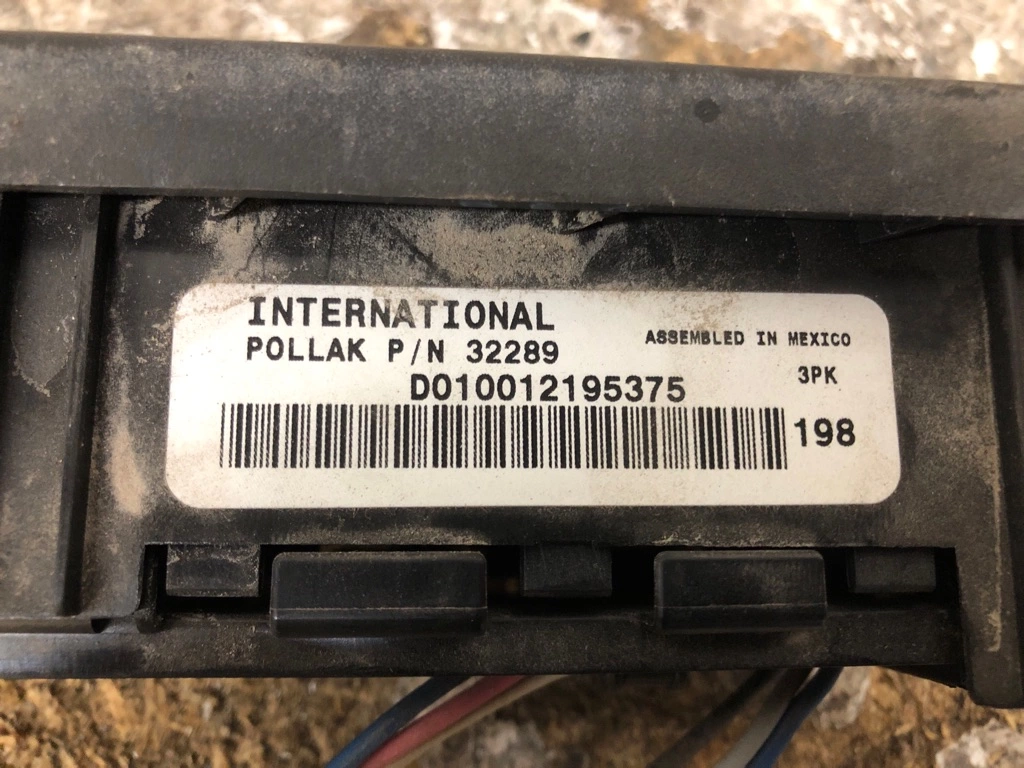 INTERNATIONAL
POLLAK P/N 32289
ASSEMBLED IN MEXICO
3PK
D010012195375
198